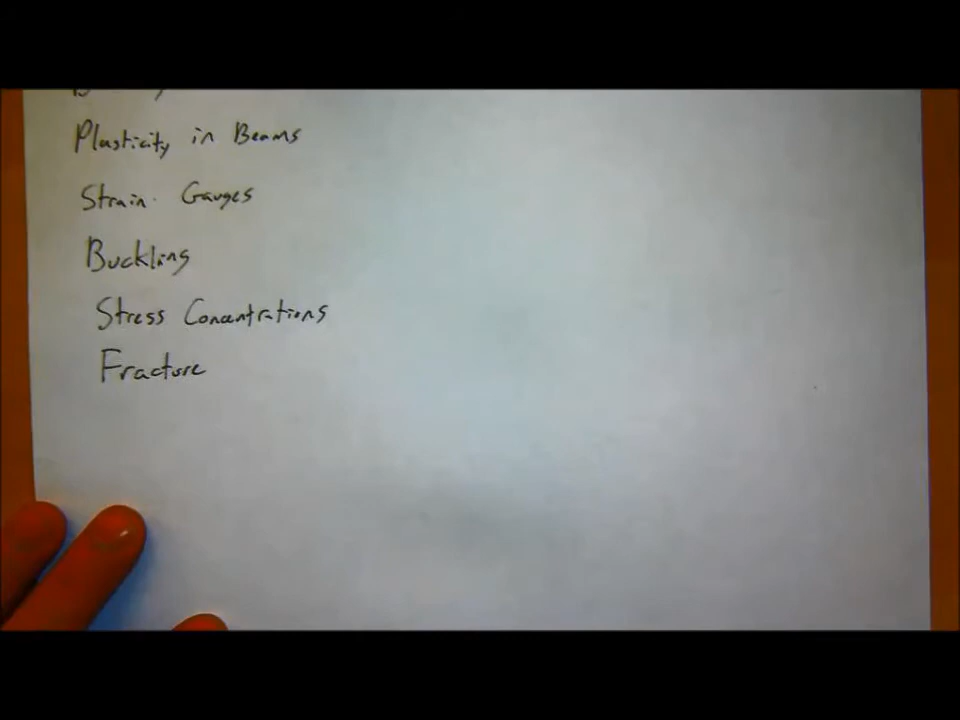 Plasticity in Beams
Strain Gauges
Buckling
Stress Concentrations
Fracture